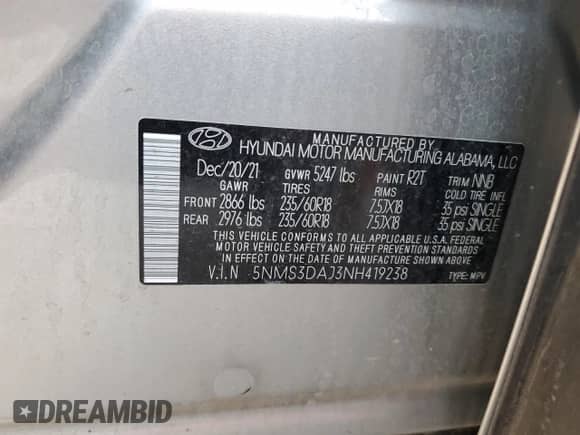 MANUFACTURED BY
HYUNDAI MOTOR MANUFACTURING ALABAMA, LLC
Dec/20/21 GVWR 5247 lbs PAINT R2T TRIM NNB
GAWR TIRES RIMS COLD TIRE INFL
FRONT 2866 lbs 235/60R18 7.5JX18 35 psi SINGLE
REAR 2976 lbs 235/60R18 7.5JX18 35 psi SINGLE
THIS VEHICLE CONFORMS TO ALL APPLICABLE U.S.A. FEDERAL
MOTOR VEHICLE SAFETY AND THEFT PREVENTION STANDARDS
IN EFFECT ON THE DATE OF MANUFACTURE SHOWN ABOVE.
V.I.N 5NMS3DAJ3NH419238 TYPE: MPV
DREAMBID